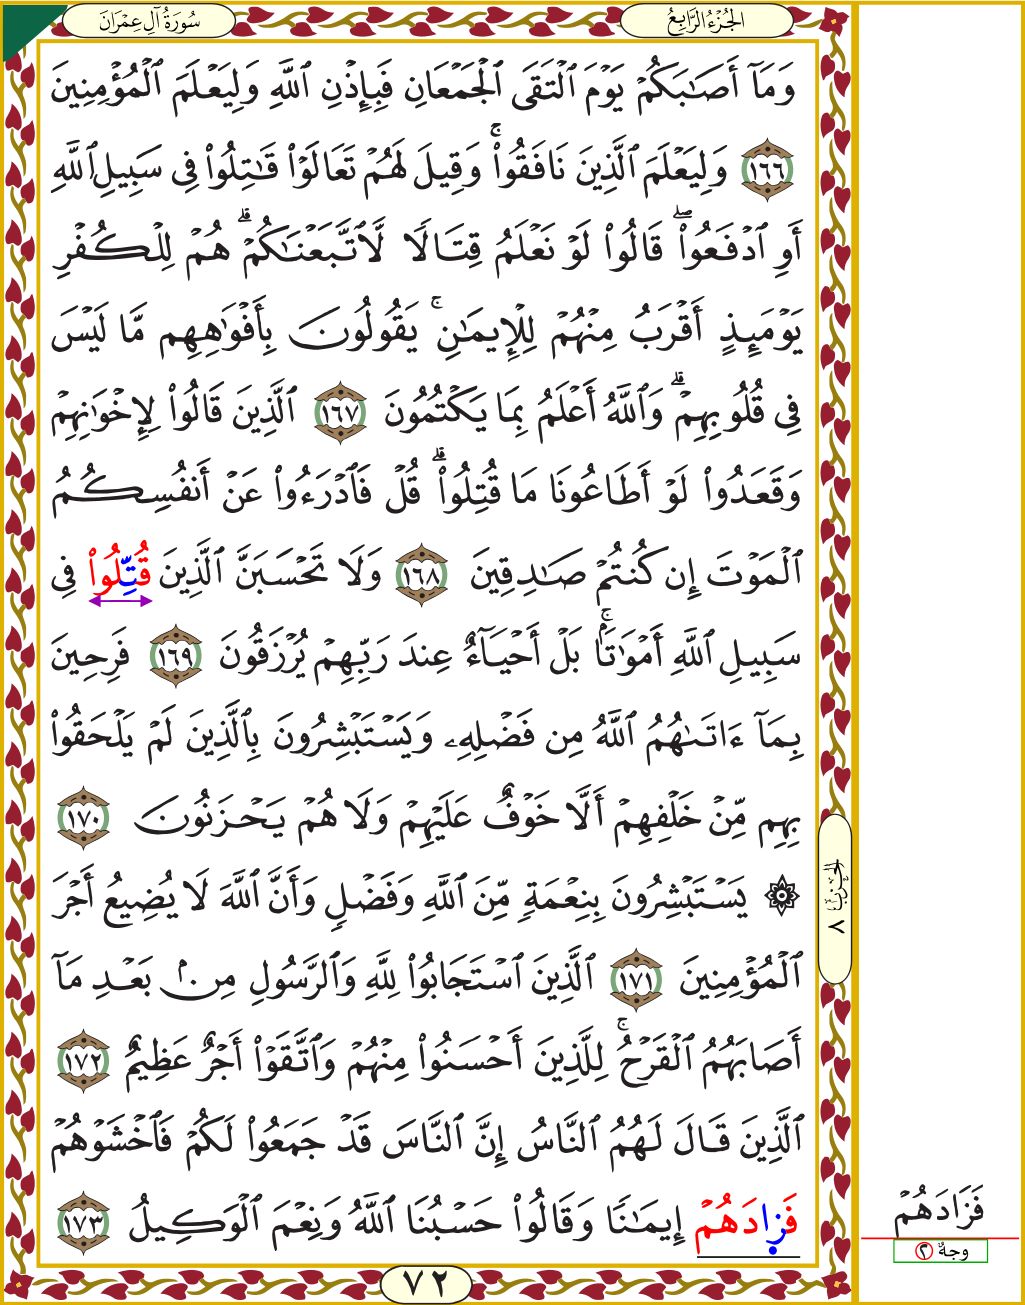 سُورَةُ آلِ عِمْرَانَ
الجُزْءُ الرَّابِعُ
وَمَآ أَصَـٰبَكُمْ يَوْمَ ٱلْتَقَى ٱلْجَمْعَانِ فَبِإِذْنِ ٱللَّهِ وَلِيَعْلَمَ ٱلْمُؤْمِنِينَ
١٦٦ وَلِيَعْلَمَ ٱلَّذِينَ نَافَقُوا۟ ۚ وَقِيلَ لَهُمْ تَعَالَوْا۟ قَـٰتِلُوا۟ فِى سَبِيلِ ٱللَّهِ
أَوِ ٱدْفَعُوا۟ ۖ قَالُوا۟ لَوْ نَعْلَمُ قِتَالًا لَّٱتَّبَعْنَـٰكُمْ ۗ هُمْ لِلْكُفْرِ
يَوْمَئِذٍ أَقْرَبُ مِنْهُمْ لِلْإِيمَـٰنِ ۚ يَقُولُونَ بِأَفْوَٰهِهِم مَّا لَيْسَ
فِى قُلُوبِهِمْ ۗ وَٱللَّهُ أَعْلَمُ بِمَا يَكْتُمُونَ ١٦٧ ٱلَّذِينَ قَالُوا۟ لِإِخْوَٰنِهِمْ
وَقَعَدُوا۟ لَوْ أَطَاعُونَا مَا قُتِلُوا۟ ۗ قُلْ فَٱدْرَءُوا۟ عَنْ أَنفُسِكُمُ
ٱلْمَوْتَ إِن كُنتُمْ صَـٰدِقِينَ ١٦٨ وَلَا تَحْسَبَنَّ ٱلَّذِينَ قُتِّلُوا۟ فِى
سَبِيلِ ٱللَّهِ أَمْوَٰتًۢا ۚ بَلْ أَحْيَآءٌ عِندَ رَبِّهِمْ يُرْزَقُونَ ١٦٩ فَرِحِينَ
بِمَآ ءَاتَىٰهُمُ ٱللَّهُ مِن فَضْلِهِۦ وَيَسْتَبْشِرُونَ بِٱلَّذِينَ لَمْ يَلْحَقُوا۟
بِهِم مِّنْ خَلْفِهِمْ أَلَّا خَوْفٌ عَلَيْهِمْ وَلَا هُمْ يَحْزَنُونَ ١٧٠
۞ يَسْتَبْشِرُونَ بِنِعْمَةٍ مِّنَ ٱللَّهِ وَفَضْلٍ وَأَنَّ ٱللَّهَ لَا يُضِيعُ أَجْرَ
ٱلْمُؤْمِنِينَ ١٧١ ٱلَّذِينَ ٱسْتَجَابُوا۟ لِلَّهِ وَٱلرَّسُولِ مِنۢ بَعْدِ مَآ
أَصَابَهُمُ ٱلْقَرْحُ ۚ لِلَّذِينَ أَحْسَنُوا۟ مِنْهُمْ وَٱتَّقَوْا۟ أَجْرٌ عَظِيمٌ ١٧٢
ٱلَّذِينَ قَالَ لَهُمُ ٱلنَّاسُ إِنَّ ٱلنَّاسَ قَدْ جَمَعُوا۟ لَكُمْ فَٱخْشَوْهُمْ
فَزَادَهُمْ إِيمَـٰنًا وَقَالُوا۟ حَسْبُنَا ٱللَّهُ وَنِعْمَ ٱلْوَكِيلُ ١٧٣
٧٢
الحزب ٨
فَزَادَهُمْ
وجهٌ ٢